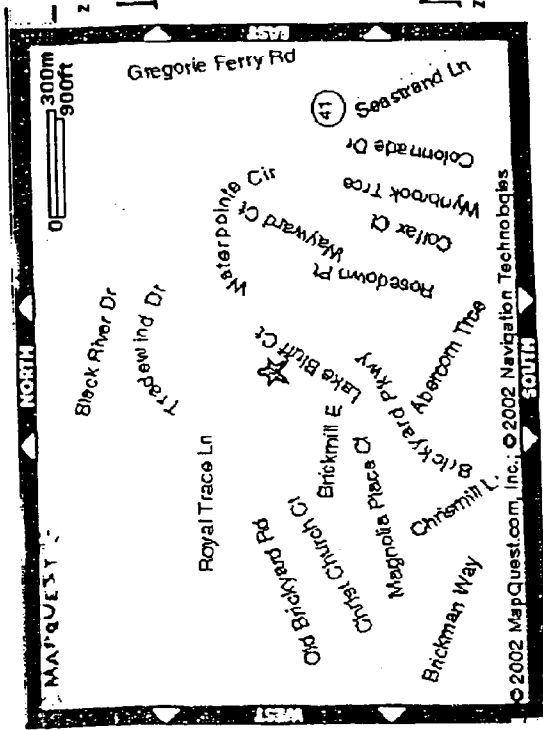 MAPQUEST
NORTH
0 300m
900ft
Black River Dr
Tradewind Dr
Gregorie Ferry Rd
EAST
Waterpointe Cir
Royal Trace Ln
Wayward Ct
41
Seastrand Ln
Colonnade Dr
Wynbrook Trce
Colfax Ct
Rosedown Pt
Lake Bluff Ct
Old Brickyard Rd
Christ Church Ct
Brickmill E
Magnolia Place Ct
Brickyard Pkwy
Abercorn Trce
Chrismill L
Brickman Way
WEST
SOUTH
© 2002 MapQuest.com, Inc.; © 2002 Navigation Technologies